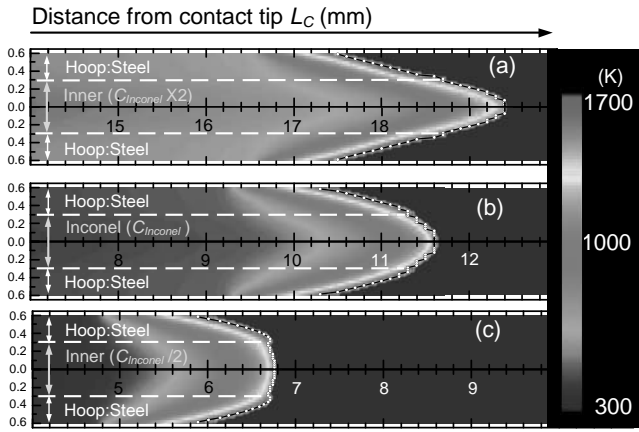 Distance from contact tip L_C (mm)
0.6
0.4
0.2
0.0
0.2
0.4
0.6
Hoop:Steel
Inner (C_Inconel X2)
Hoop:Steel
15 16 17 18
(a)
0.6
0.4
0.2
0.0
0.2
0.4
0.6
Hoop:Steel
Inconel (C_Inconel )
Hoop:Steel
8 9 10 11 12
(b)
0.6
0.4
0.2
0.0
0.2
0.4
0.6
Hoop:Steel
Inner (C_Inconel /2)
Hoop:Steel
5 6 7 8 9
(c)
(K)
1700
1000
300